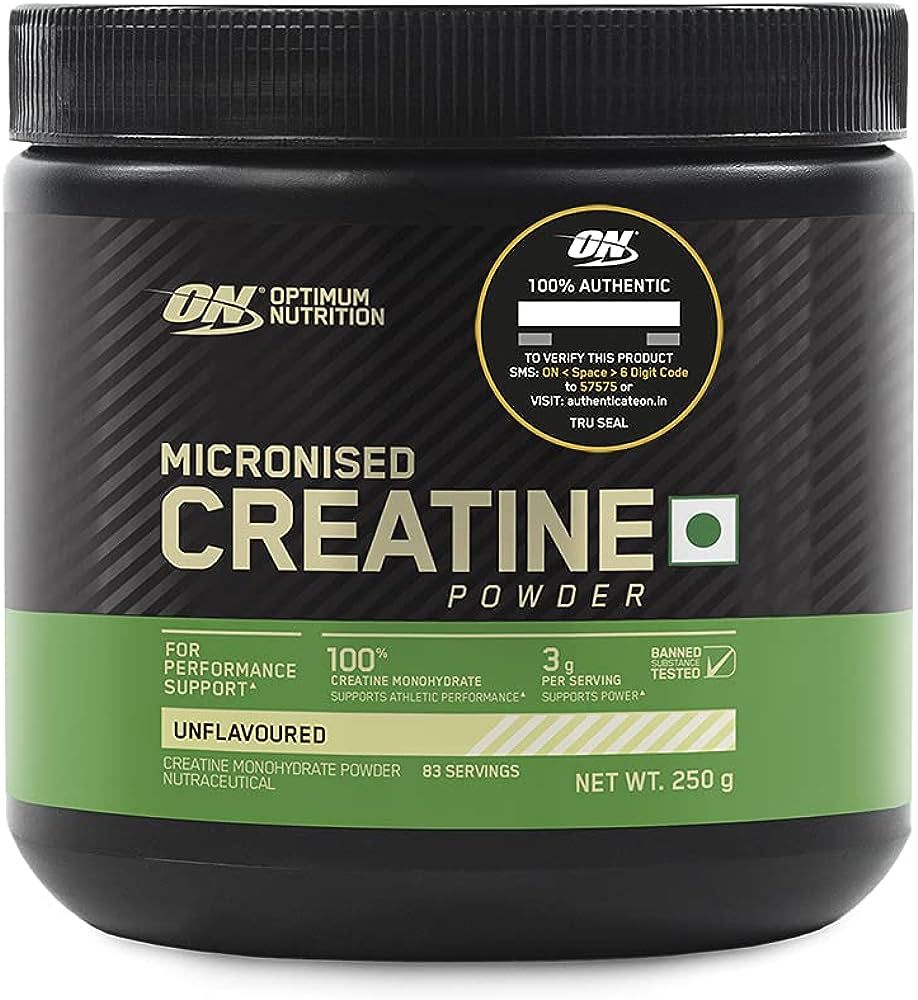 ON
100% AUTHENTIC
TO VERIFY THIS PRODUCT
SMS: ON < Space > 6 Digit Code
to 57575 or
VISIT: authenticateon.in
TRU SEAL
ON® OPTIMUM
NUTRITION
MICRONISED
CREATINE
POWDER
FOR
PERFORMANCE
SUPPORT▲
100%
CREATINE MONOHYDRATE
SUPPORTS ATHLETIC PERFORMANCE▲
3 g
PER SERVING
SUPPORTS POWER▲
BANNED
SUBSTANCE
TESTED
UNFLAVOURED
CREATINE MONOHYDRATE POWDER
NUTRACEUTICAL
83 SERVINGS
NET WT. 250 g